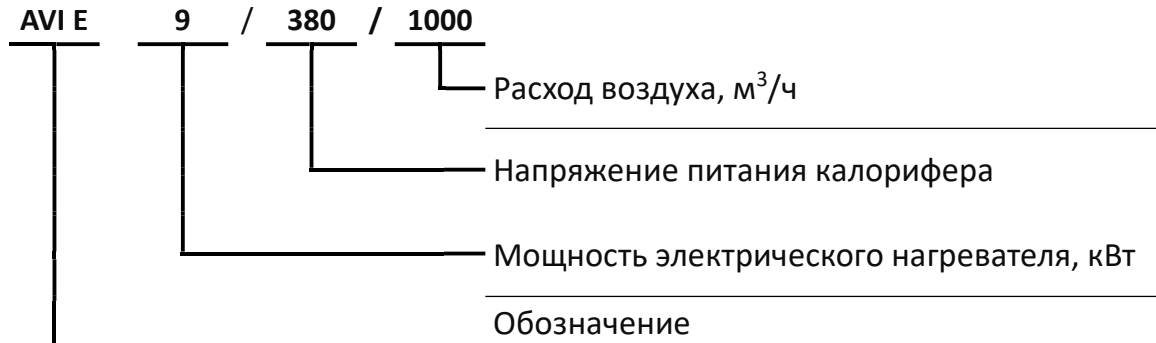 AVI E 9 / 380 / 1000
Расход воздуха, м³/ч
Напряжение питания калорифера
Мощность электрического нагревателя, кВт
Обозначение